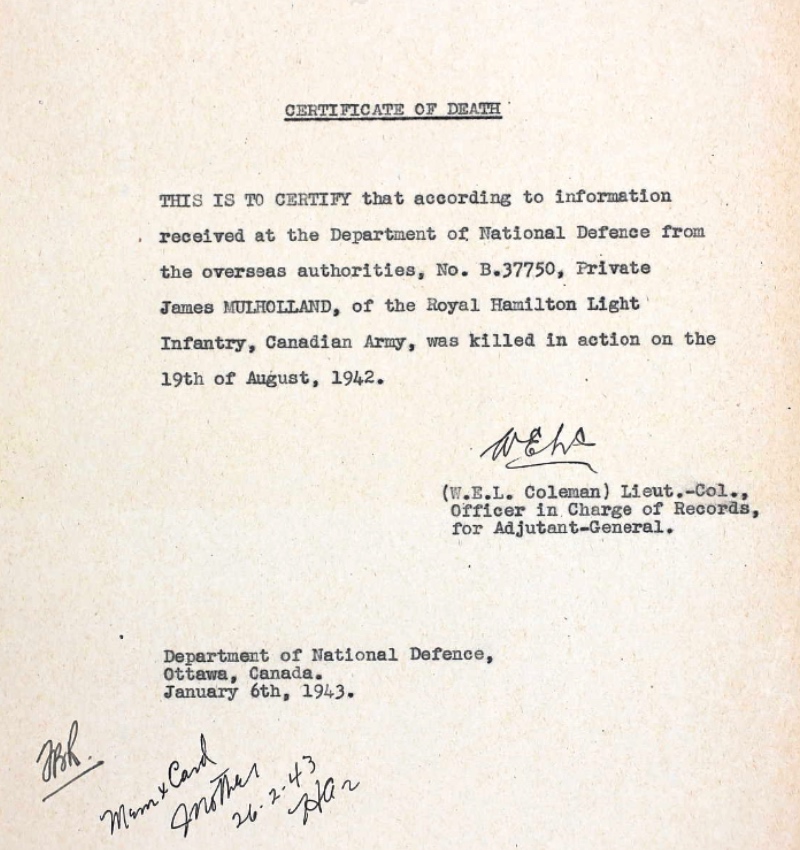 CERTIFICATE OF DEATH
THIS IS TO CERTIFY that according to information
received at the Department of National Defence from
the overseas authorities, No. B.37750, Private
James MULHOLLAND, of the Royal Hamilton Light
Infantry, Canadian Army, was killed in action on the
19th of August, 1942.
(W.E.L. Coleman) Lieut.-Col.,
Officer in Charge of Records,
for Adjutant-General.
Department of National Defence,
Ottawa, Canada.
January 6th, 1943.
Mem x Card
Mother
26-2-43